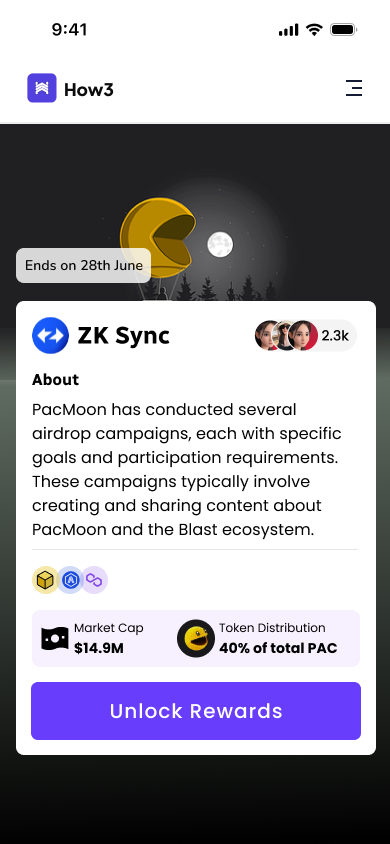 9:41
How3
Ends on 28th June
ZK Sync
2.3k
About
PacMoon has conducted several
airdrop campaigns, each with specific
goals and participation requirements.
These campaigns typically involve
creating and sharing content about
PacMoon and the Blast ecosystem.
Market Cap
$14.9M
Token Distribution
40% of total PAC
Unlock Rewards